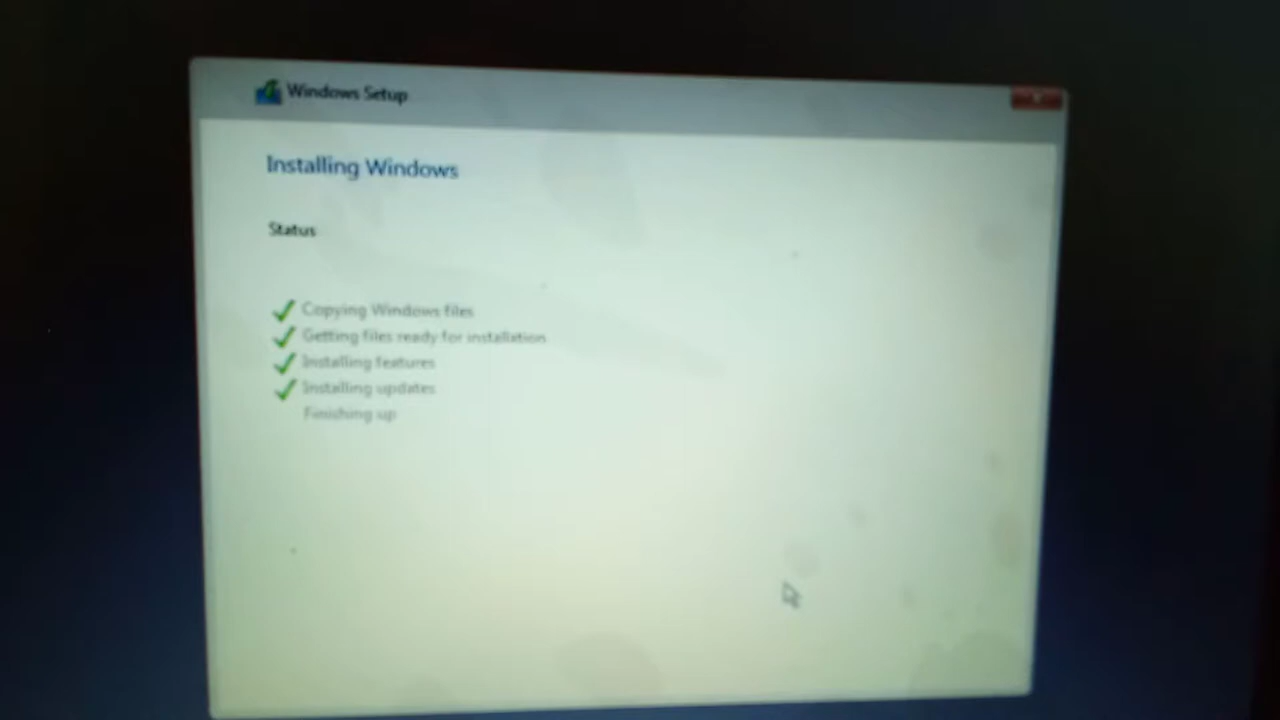 Windows Setup
Installing Windows
Status
Copying Windows files
Getting files ready for installation
Installing features
Installing updates
Finishing up